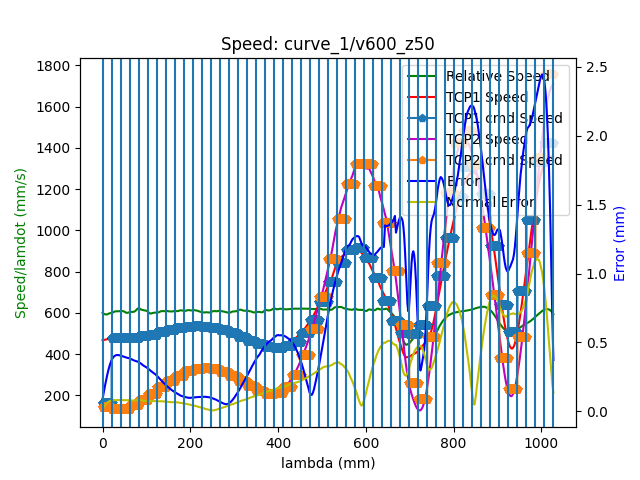 Speed: curve_1/v600_z50
1800
1600
1400
1200
1000
800
600
400
200
Speed/lamdot (mm/s)
0
200
400
600
800
1000
lambda (mm)
2.5
2.0
1.5
1.0
0.5
0.0
Error (mm)
Relative Speed
TCP1 Speed
TCP1 cmd Speed
TCP2 Speed
TCP2 cmd Speed
Error
Normal Error